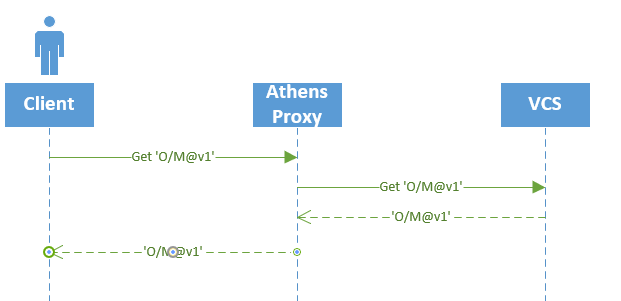 Client
Athens
Proxy
VCS
Get 'O/M@v1'
Get 'O/M@v1'
'O/M@v1'
'O/M@v1'